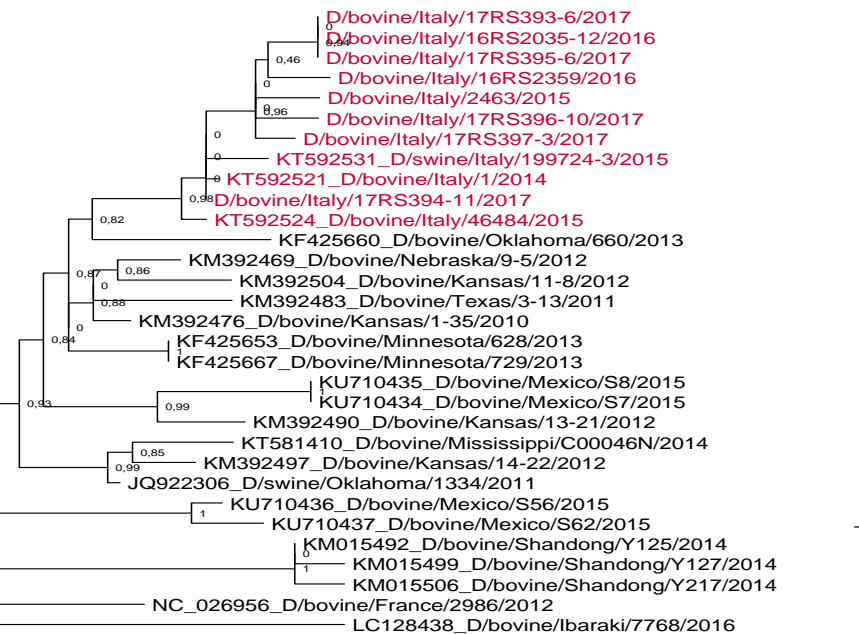 D/bovine/Italy/17RS393-6/2017
0
D/bovine/Italy/16RS2035-12/2016
0,94
D/bovine/Italy/17RS395-6/2017
0,46
D/bovine/Italy/16RS2359/2016
0
D/bovine/Italy/2463/2015
0
0,96
D/bovine/Italy/17RS396-10/2017
0
D/bovine/Italy/17RS397-3/2017
0
KT592531_D/swine/Italy/199724-3/2015
0
KT592521_D/bovine/Italy/1/2014
0,98
D/bovine/Italy/17RS394-11/2017
0,82
KT592524_D/bovine/Italy/46484/2015
KF425660_D/bovine/Oklahoma/660/2013
KM392469_D/bovine/Nebraska/9-5/2012
0,87
0,86
0
KM392504_D/bovine/Kansas/11-8/2012
0,88
KM392483_D/bovine/Texas/3-13/2011
0
KM392476_D/bovine/Kansas/1-35/2010
0,84
KF425653_D/bovine/Minnesota/628/2013
1
KF425667_D/bovine/Minnesota/729/2013
KU710435_D/bovine/Mexico/S8/2015
1
0,93
0,99
KU710434_D/bovine/Mexico/S7/2015
KM392490_D/bovine/Kansas/13-21/2012
KT581410_D/bovine/Mississippi/C00046N/2014
0,85
0,99
KM392497_D/bovine/Kansas/14-22/2012
JQ922306_D/swine/Oklahoma/1334/2011
KU710436_D/bovine/Mexico/S56/2015
1
KU710437_D/bovine/Mexico/S62/2015
KM015492_D/bovine/Shandong/Y125/2014
0
1
KM015499_D/bovine/Shandong/Y127/2014
KM015506_D/bovine/Shandong/Y217/2014
NC_026956_D/bovine/France/2986/2012
LC128438_D/bovine/Ibaraki/7768/2016